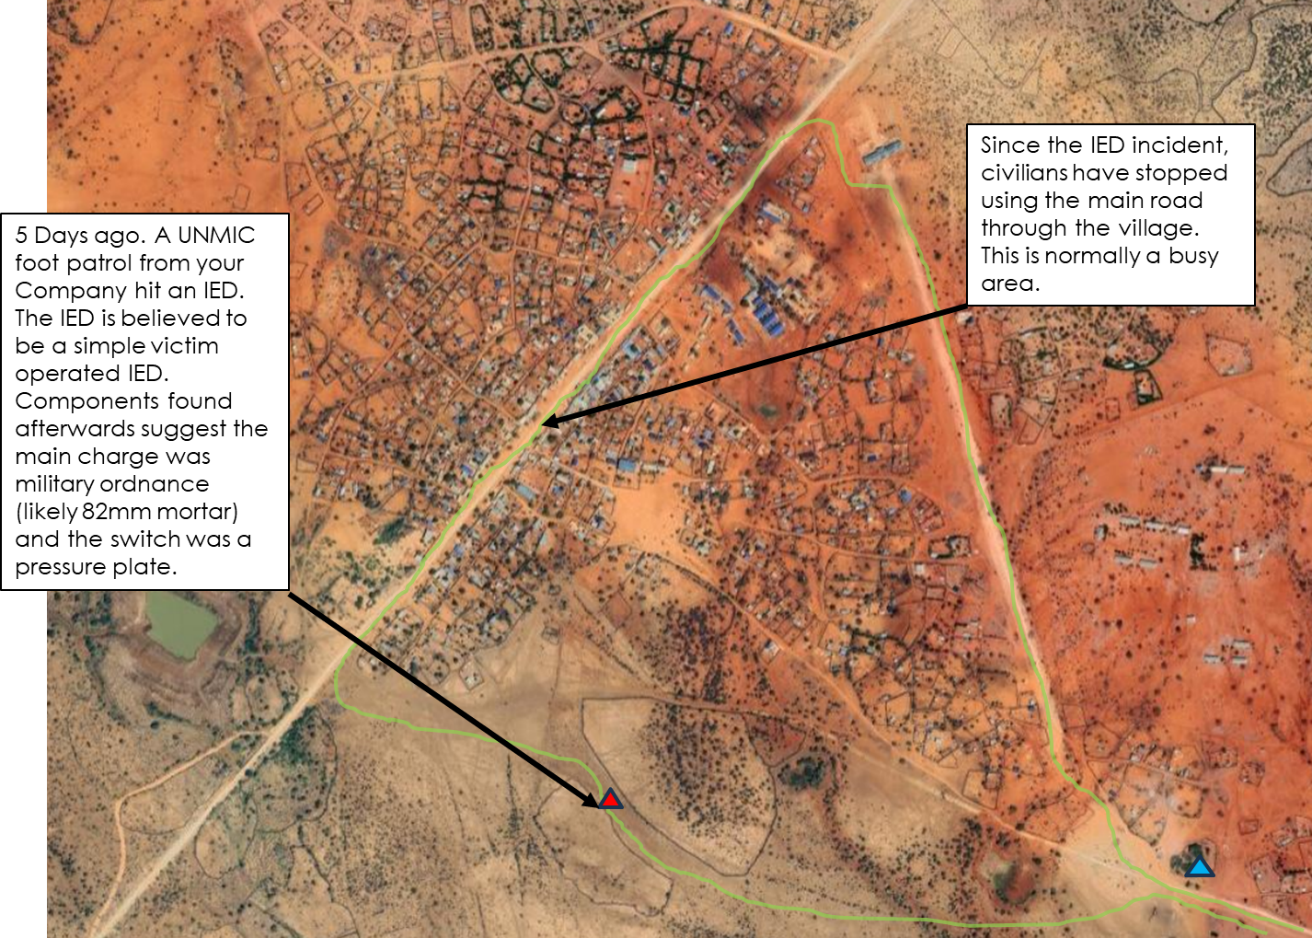 5 Days ago. A UNMIC
foot patrol from your
Company hit an IED.
The IED is believed to
be a simple victim
operated IED.
Components found
afterwards suggest the
main charge was
military ordnance
(likely 82mm mortar)
and the switch was a
pressure plate.
Since the IED incident,
civilians have stopped
using the main road
through the village.
This is normally a busy
area.